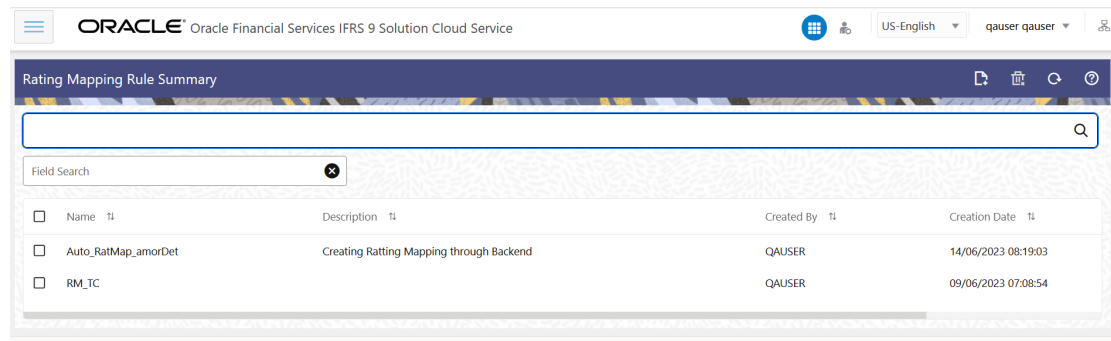 ORACLE® Oracle Financial Services IFRS 9 Solution Cloud Service US-English qauser qauser
Rating Mapping Rule Summary
Field Search
Name Description Created By Creation Date
Auto_RatMap_amorDet Creating Ratting Mapping through Backend QAUSER 14/06/2023 08:19:03
RM_TC QAUSER 09/06/2023 07:08:54